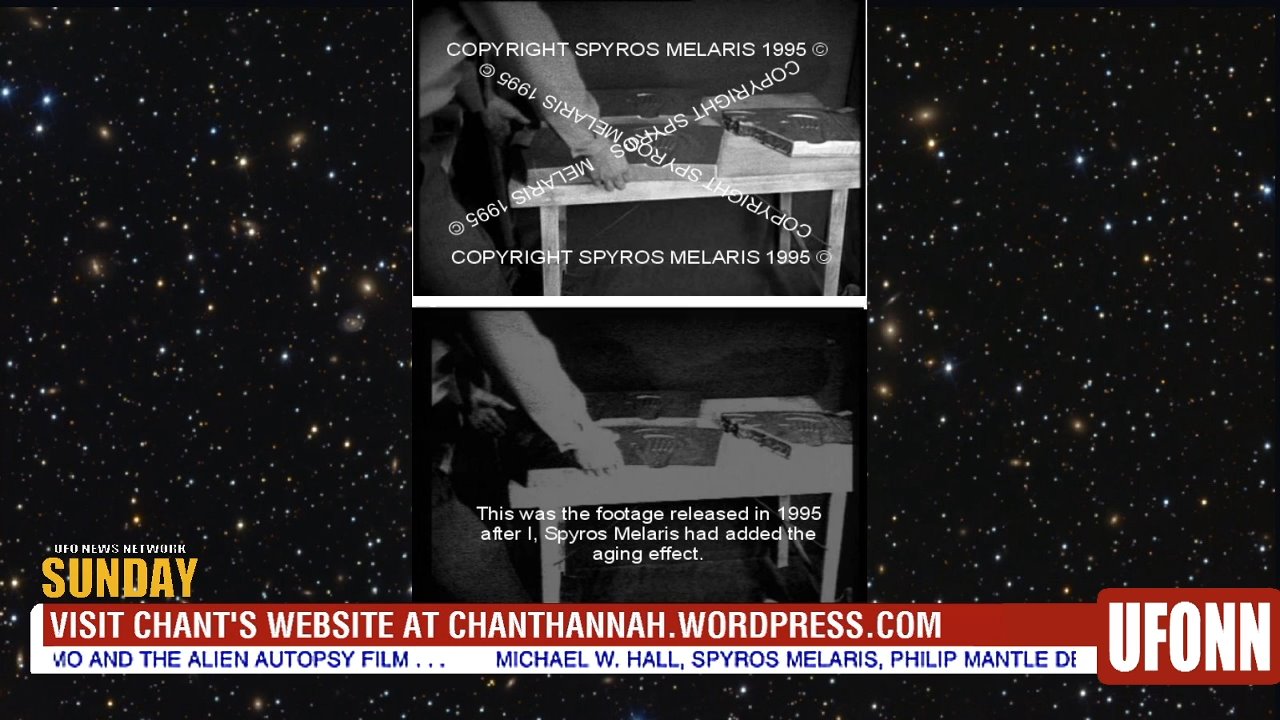 COPYRIGHT SPYROS MELARIS 1995 ©
COPYRIGHT SPYROS MELARIS 1995 ©
COPYRIGHT SPYROS MELARIS 1995 ©
COPYRIGHT SPYROS MELARIS 1995 ©
This was the footage released in 1995
after I, Spyros Melaris had added the
aging effect.
UFO NEWS NETWORK
SUNDAY
VISIT CHANT'S WEBSITE AT CHANTHANNAH.WORDPRESS.COM
MO AND THE ALIEN AUTOPSY FILM . . . MICHAEL W. HALL, SPYROS MELARIS, PHILIP MANTLE DE
UFONN